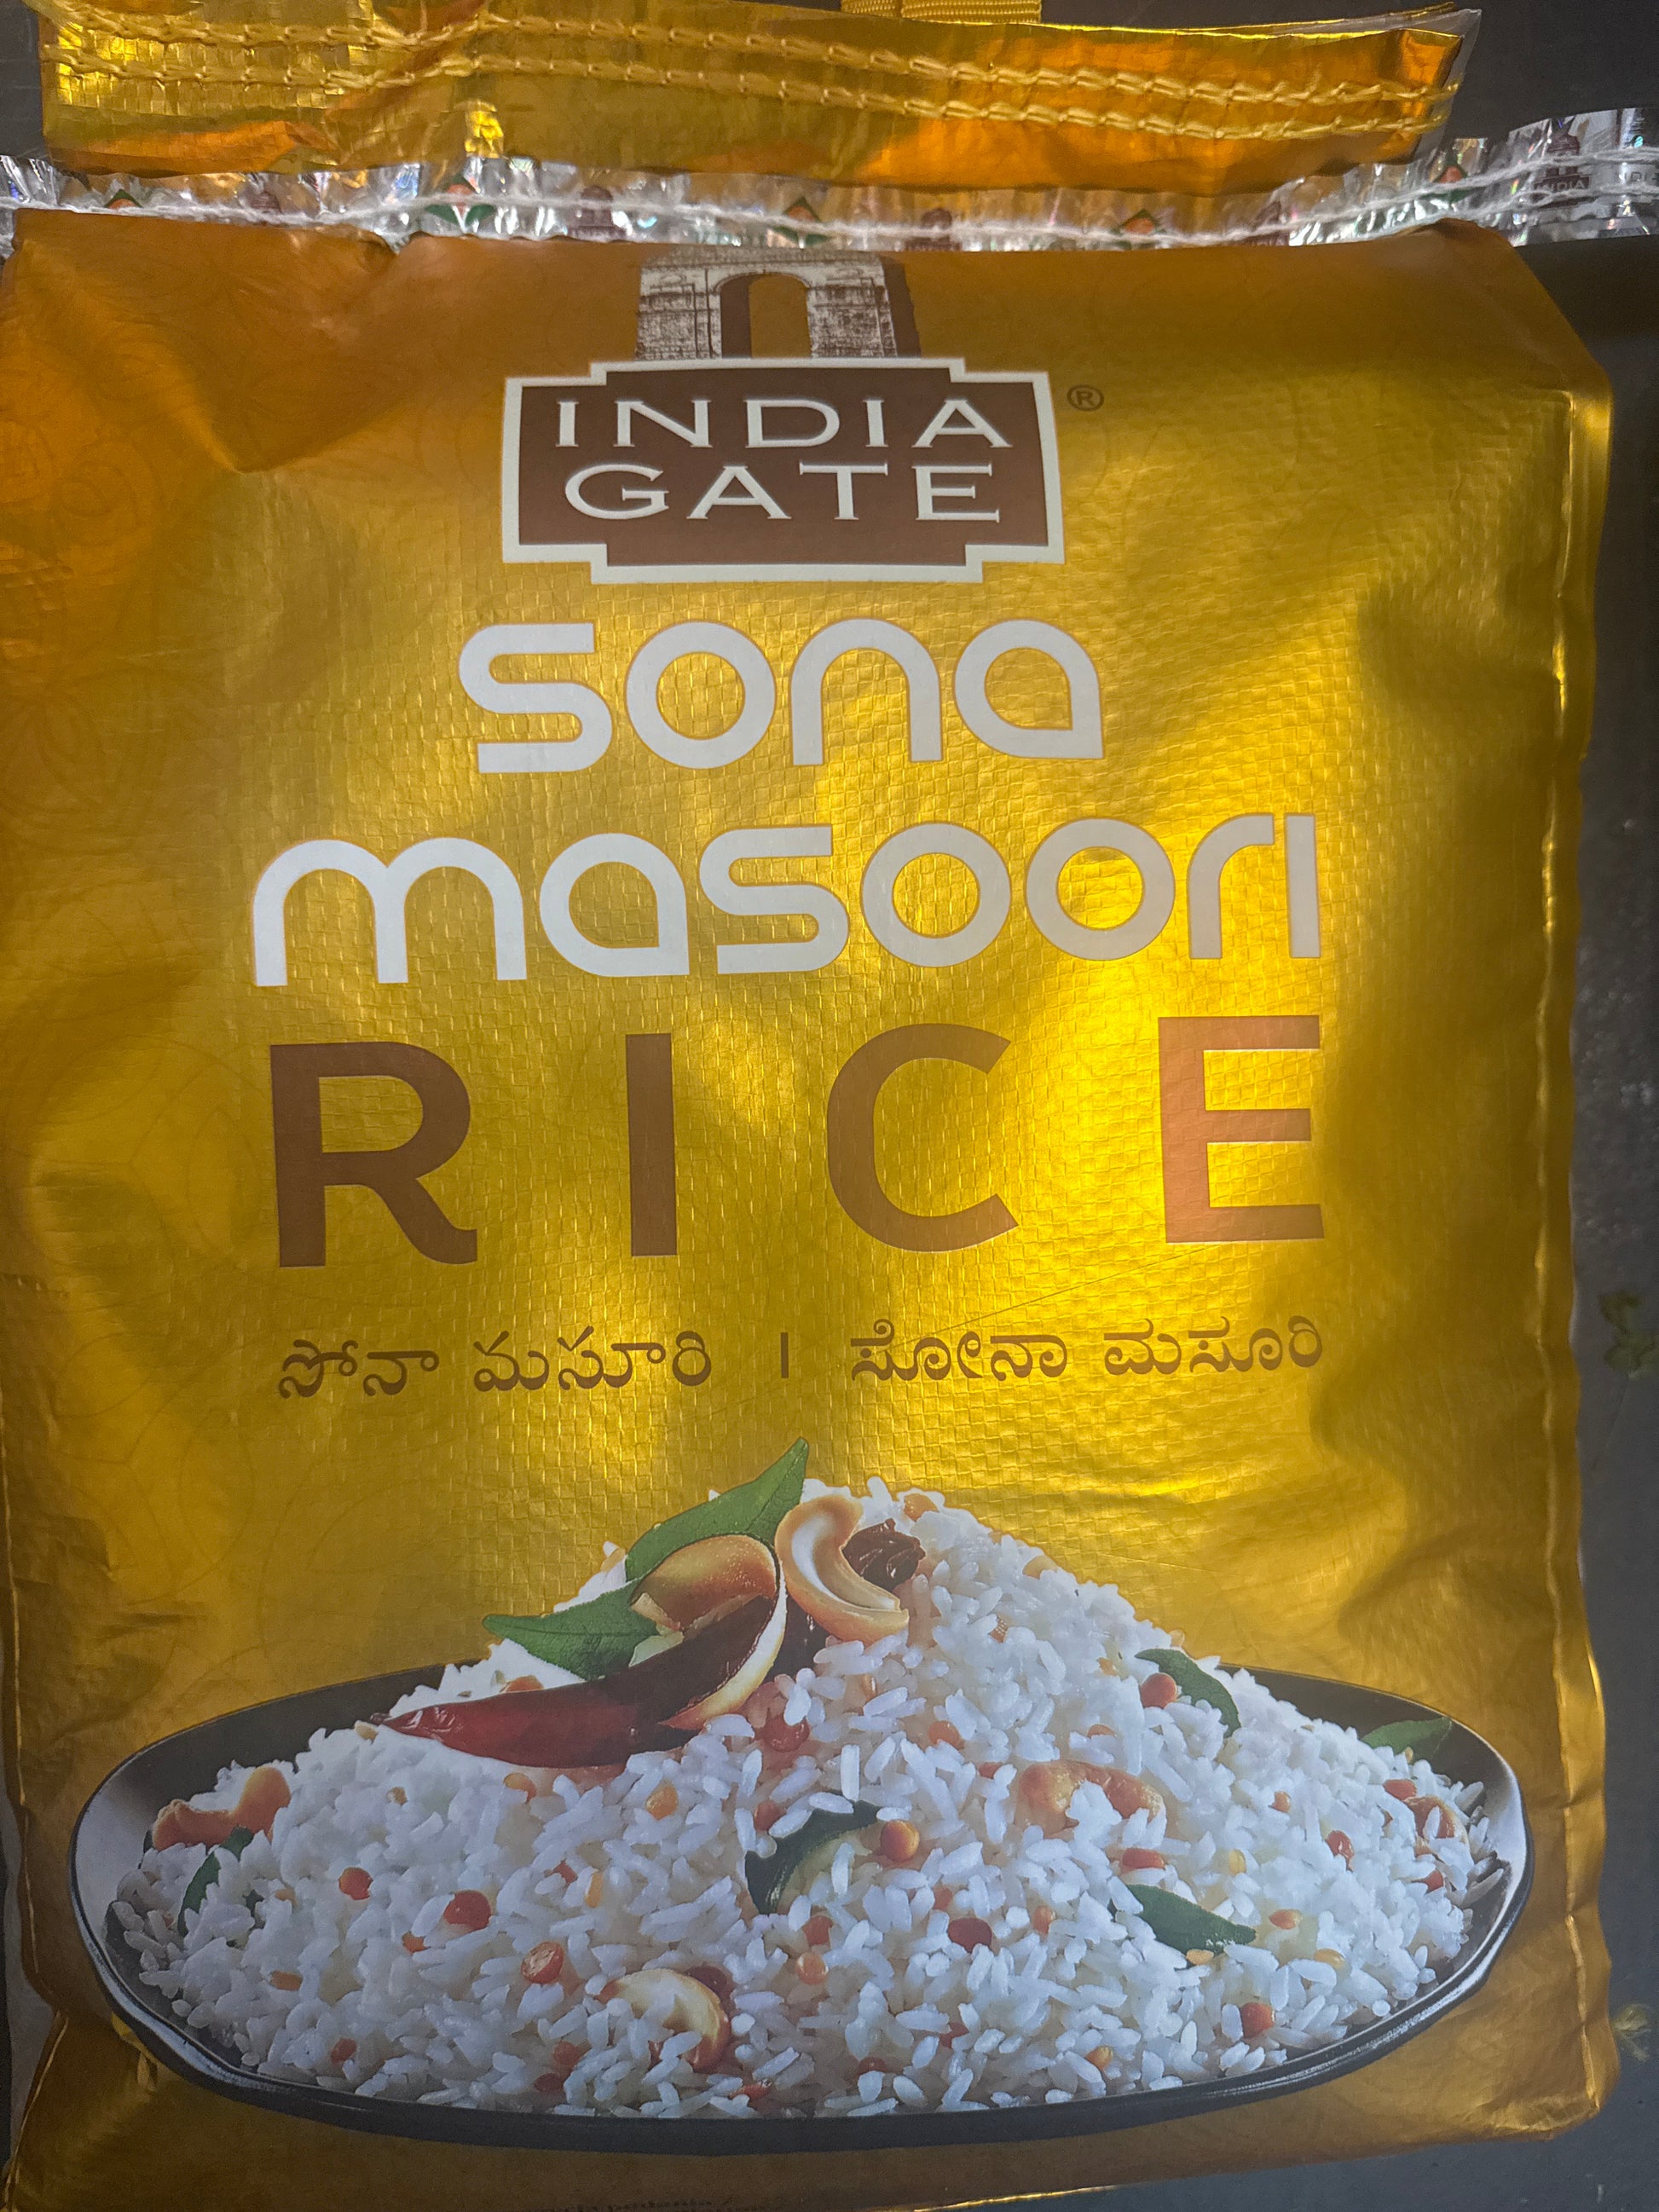 INDIA
GATE ®
sona
masoori
RICE
సోనా మసూరి | ಸೋನಾ ಮಸೂರಿ